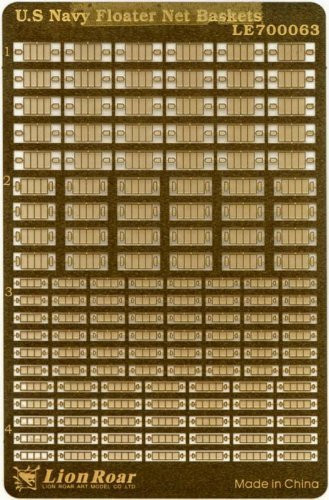 U.S Navy Floater Net Baskets
LE700063
1
2
3
4
Lion Roar
LION ROAR ART MODEL CO LTD
Made in China